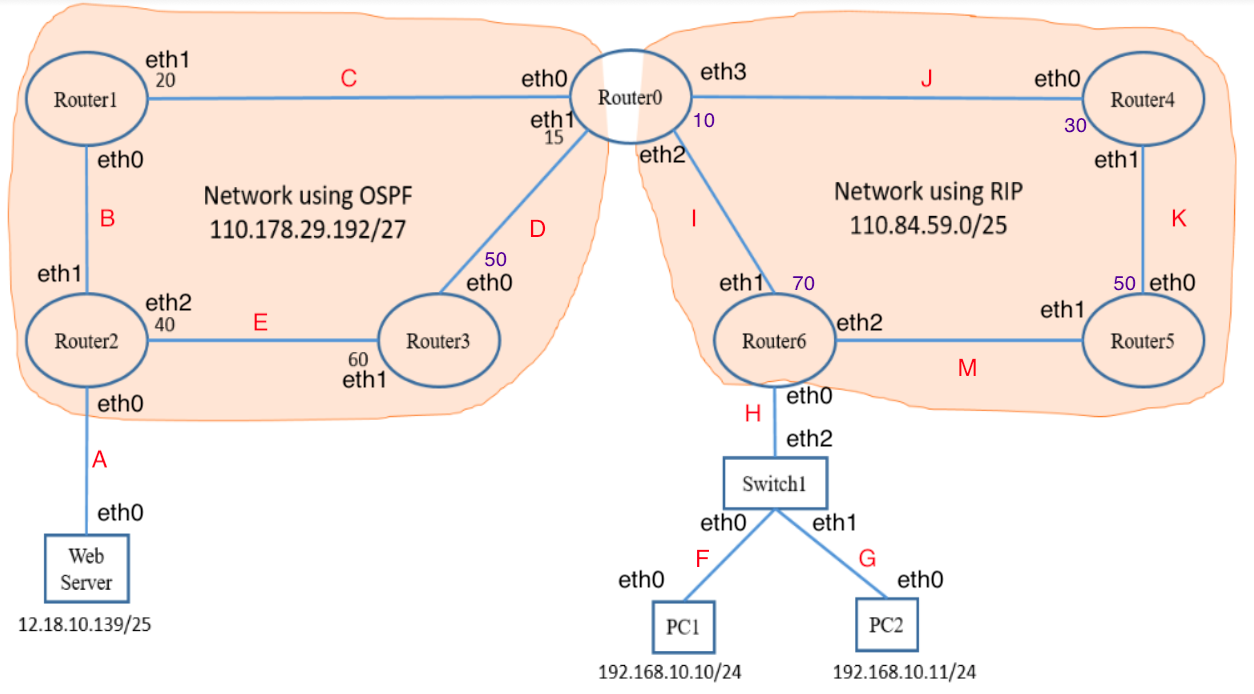 eth1
20
C
eth0
Router0
eth3
J
eth0
Router1
Router4
eth1
15
10
30
eth0
eth2
eth1
Network using OSPF
110.178.29.192/27
Network using RIP
110.84.59.0/25
B
D
I
K
eth1
50
eth0
eth1
70
50
eth0
eth2
40
E
Router2
Router3
60
eth1
Router6
eth2
eth1
Router5
M
eth0
eth0
H
eth2
A
Switch1
eth0
eth0
eth1
F
G
Web
Server
eth0
eth0
12.18.10.139/25
PC1
PC2
192.168.10.10/24
192.168.10.11/24